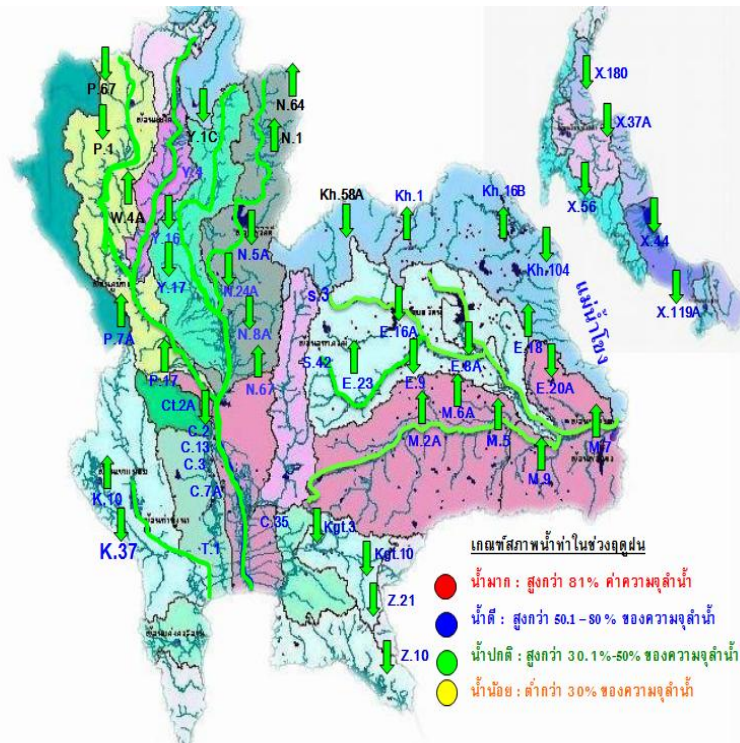 P.67
N.64
P.1
Y.1C
N.1
Y.4
W.4A
Y.16
N.5A
Y.17
N.24A
N.8A
P.7A
P.17
N.67
Ct.2A
C.2
C.13
C.3
C.7A
C.35
T.1
K.10
K.37
Kh.58A
Kh.1
Kh.16B
Kh.104
แม่น้ำโขง
S.3
S.42
E.16A
E.8A
E.18
E.23
E.9
E.20A
M.6A
M.2A
M.5
M.9
M.7
Kgt.3
Kgt.10
Z.21
Z.10
X.180
X.37A
X.56
X.44
X.119A
เกณฑ์สภาพน้ำท่าในช่วงฤดูฝน
น้ำมาก : สูงกว่า 81% ค่าความจุลำน้ำ
น้ำดี : สูงกว่า 50.1 – 80 % ของความจุลำน้ำ
น้ำปกติ : สูงกว่า 30.1%-50% ของความจุลำน้ำ
น้ำน้อย : ต่ำกว่า 30% ของความจุลำน้ำ